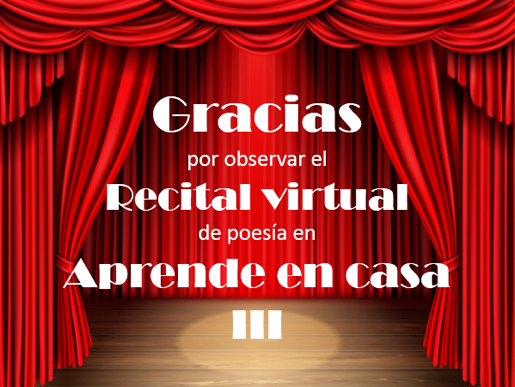 Gracias
por observar el
Recital virtual
de poesía en
Aprende en casa
III